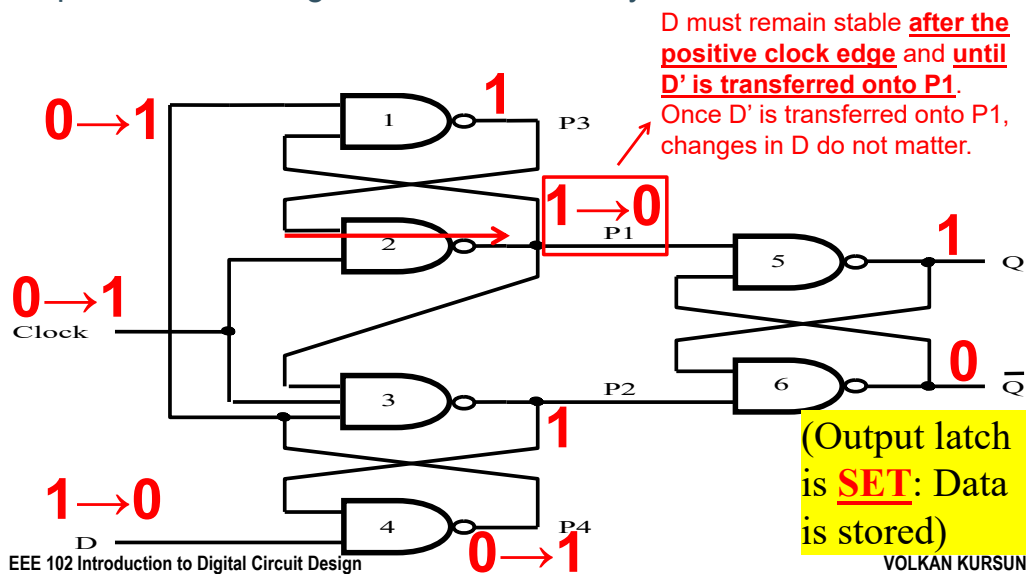 D must remain stable after the
positive clock edge and until
D' is transferred onto P1.
Once D' is transferred onto P1,
changes in D do not matter.
0→1
1
1
P3
1→0
P1
2
5
1
Q
0→1
Clock
3
P2
6
0
Q̅
1
(Output latch
is SET: Data
is stored)
1→0
D
4
P4
0→1
EEE 102 Introduction to Digital Circuit Design
VOLKAN KURSUN